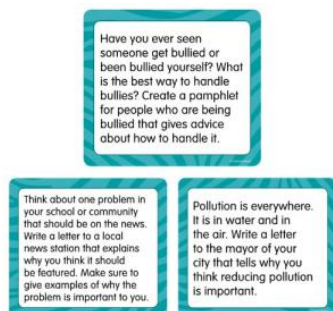 Have you ever seen
someone get bullied or
been bullied yourself? What
is the best way to handle
bullies? Create a pamphlet
for people who are being
bullied that gives advice
about how to handle it.
Think about one problem in
your school or community
that should be on the news.
Write a letter to a local
news station that explains
why you think it should
be featured. Make sure to
give examples of why the
problem is important to you.
Pollution is everywhere.
It is in water and in
the air. Write a letter
to the mayor of your
city that tells why you
think reducing pollution
is important.